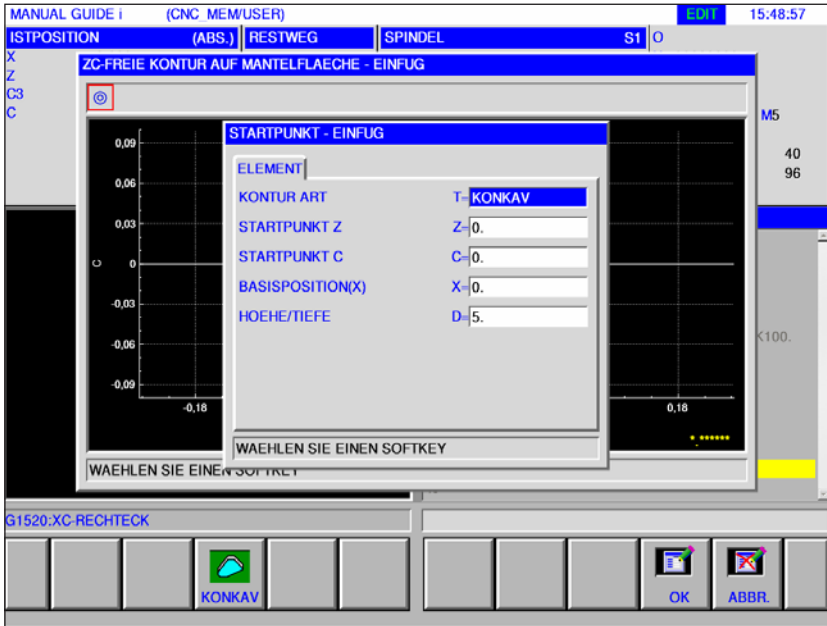 MANUAL GUIDE i (CNC_MEM/USER) EDIT 15:48:57
ISTPOSITION (ABS.) RESTWEG SPINDEL S1 O
X
Z
C3
C
M5
40
96
ZC-FREIE KONTUR AUF MANTELFLAECHE - EINFUG
STARTPUNKT - EINFUG
ELEMENT
KONTUR ART T= KONKAV
STARTPUNKT Z Z= 0.
STARTPUNKT C C= 0.
BASISPOSITION(X) X= 0.
HOEHE/TIEFE D= 5.
WAEHLEN SIE EINEN SOFTKEY
0,09
0,06
0,03
C 0
-0,03
-0,06
-0,09
-0,18 0,18
*.******
K100.
WAEHLEN SIE EINEN SOFTKEY
G1520:XC-RECHTECK
KONKAV OK ABBR.